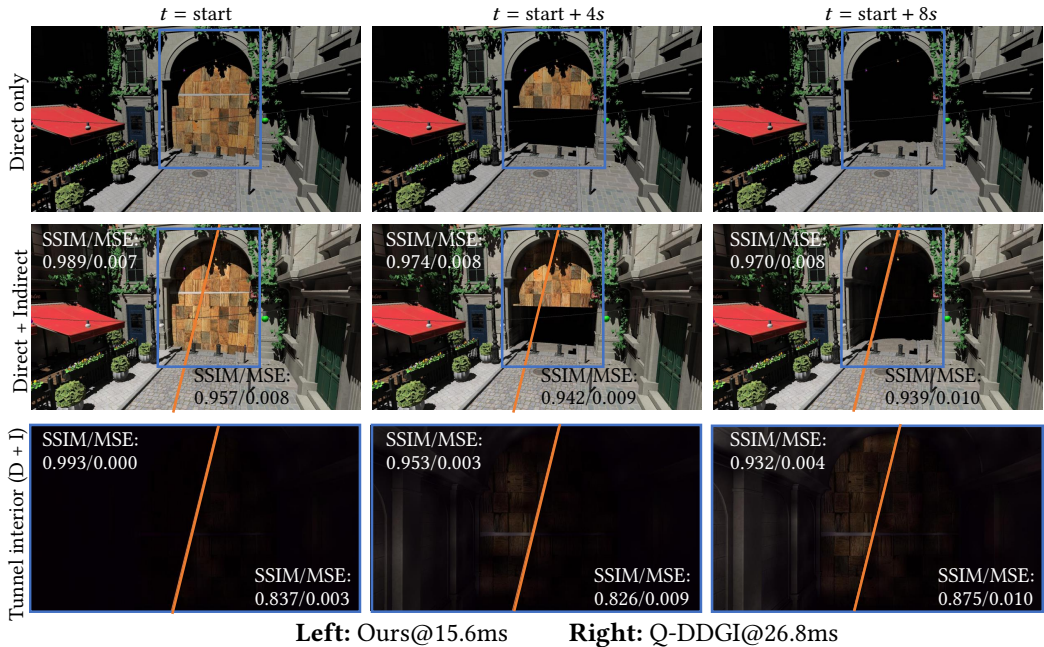 t = start
t = start + 4s
t = start + 8s
Direct only
Direct + Indirect
SSIM/MSE:
0.989/0.007
SSIM/MSE:
0.957/0.008
SSIM/MSE:
0.974/0.008
SSIM/MSE:
0.942/0.009
SSIM/MSE:
0.970/0.008
SSIM/MSE:
0.939/0.010
Tunnel interior (D + I)
SSIM/MSE:
0.993/0.000
SSIM/MSE:
0.837/0.003
SSIM/MSE:
0.953/0.003
SSIM/MSE:
0.826/0.009
SSIM/MSE:
0.932/0.004
SSIM/MSE:
0.875/0.010
Left: Ours@15.6ms Right: Q-DDGI@26.8ms